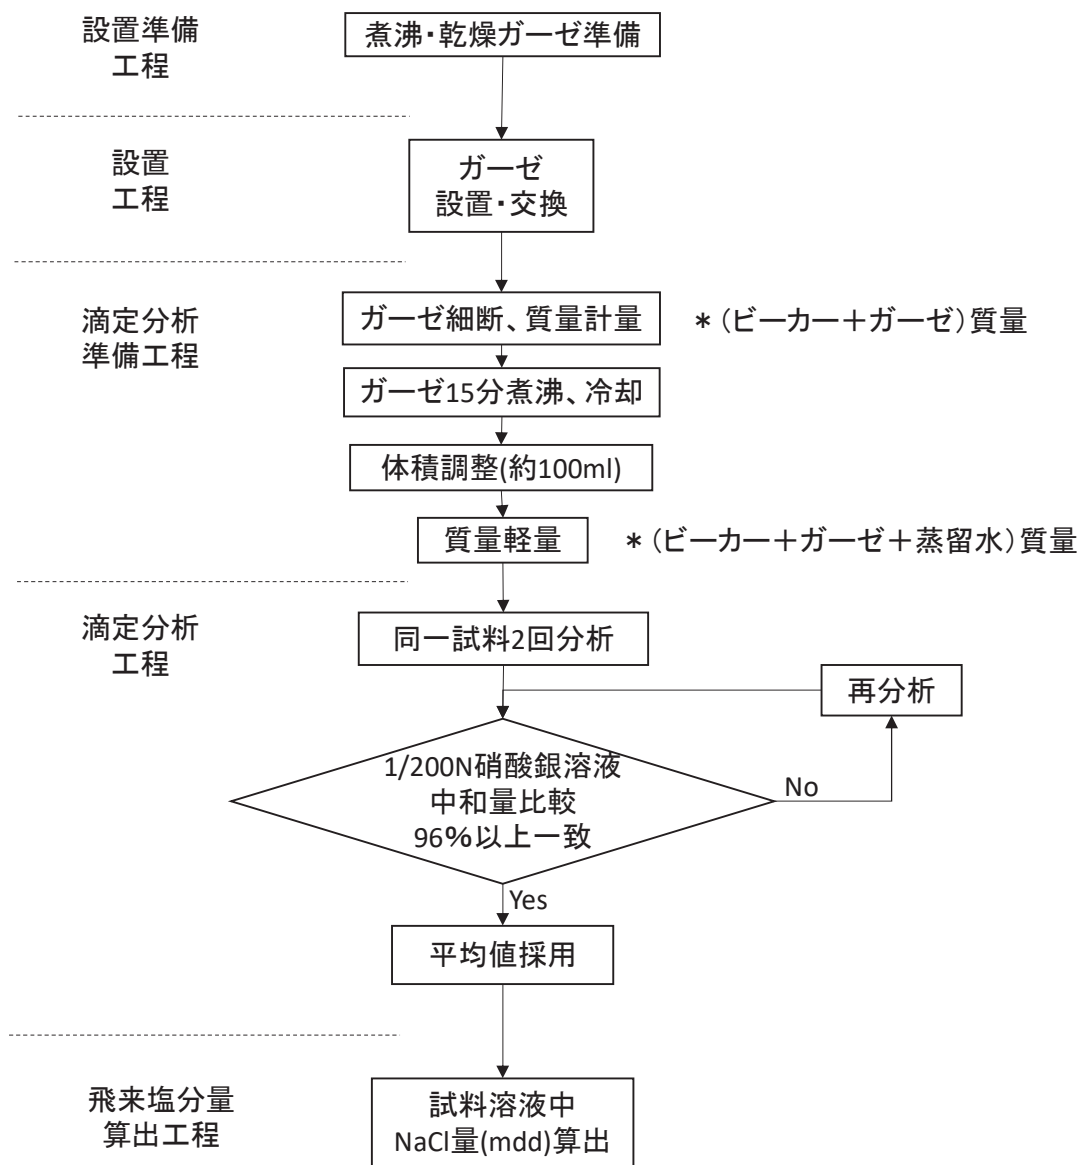 設置準備
工程
煮沸・乾燥ガーゼ準備
設置
工程
ガーゼ
設置・交換
滴定分析
準備工程
ガーゼ細断、質量計量
*(ビーカー+ガーゼ)質量
ガーゼ15分煮沸、冷却
体積調整(約100ml)
質量軽量
*(ビーカー+ガーゼ+蒸留水)質量
滴定分析
工程
同一試料2回分析
再分析
1/200N硝酸銀溶液
中和量比較
96%以上一致
No
Yes
平均値採用
飛来塩分量
算出工程
試料溶液中
NaCl量(mdd)算出